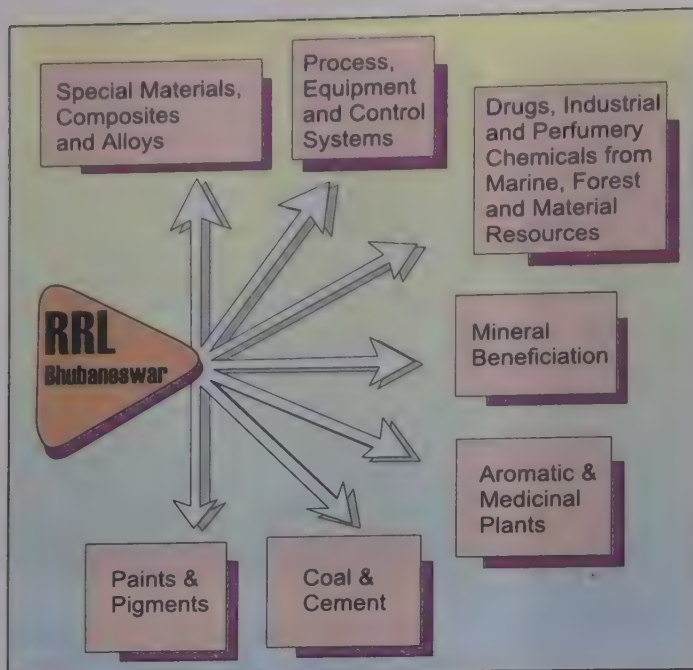 Special Materials,
Composites
and Alloys
Process,
Equipment
and Control
Systems
Drugs, Industrial
and Perfumery
Chemicals from
Marine, Forest
and Material
Resources
RRL
Bhubaneswar
Mineral
Beneficiation
Aromatic &
Medicinal
Plants
Paints &
Pigments
Coal &
Cement